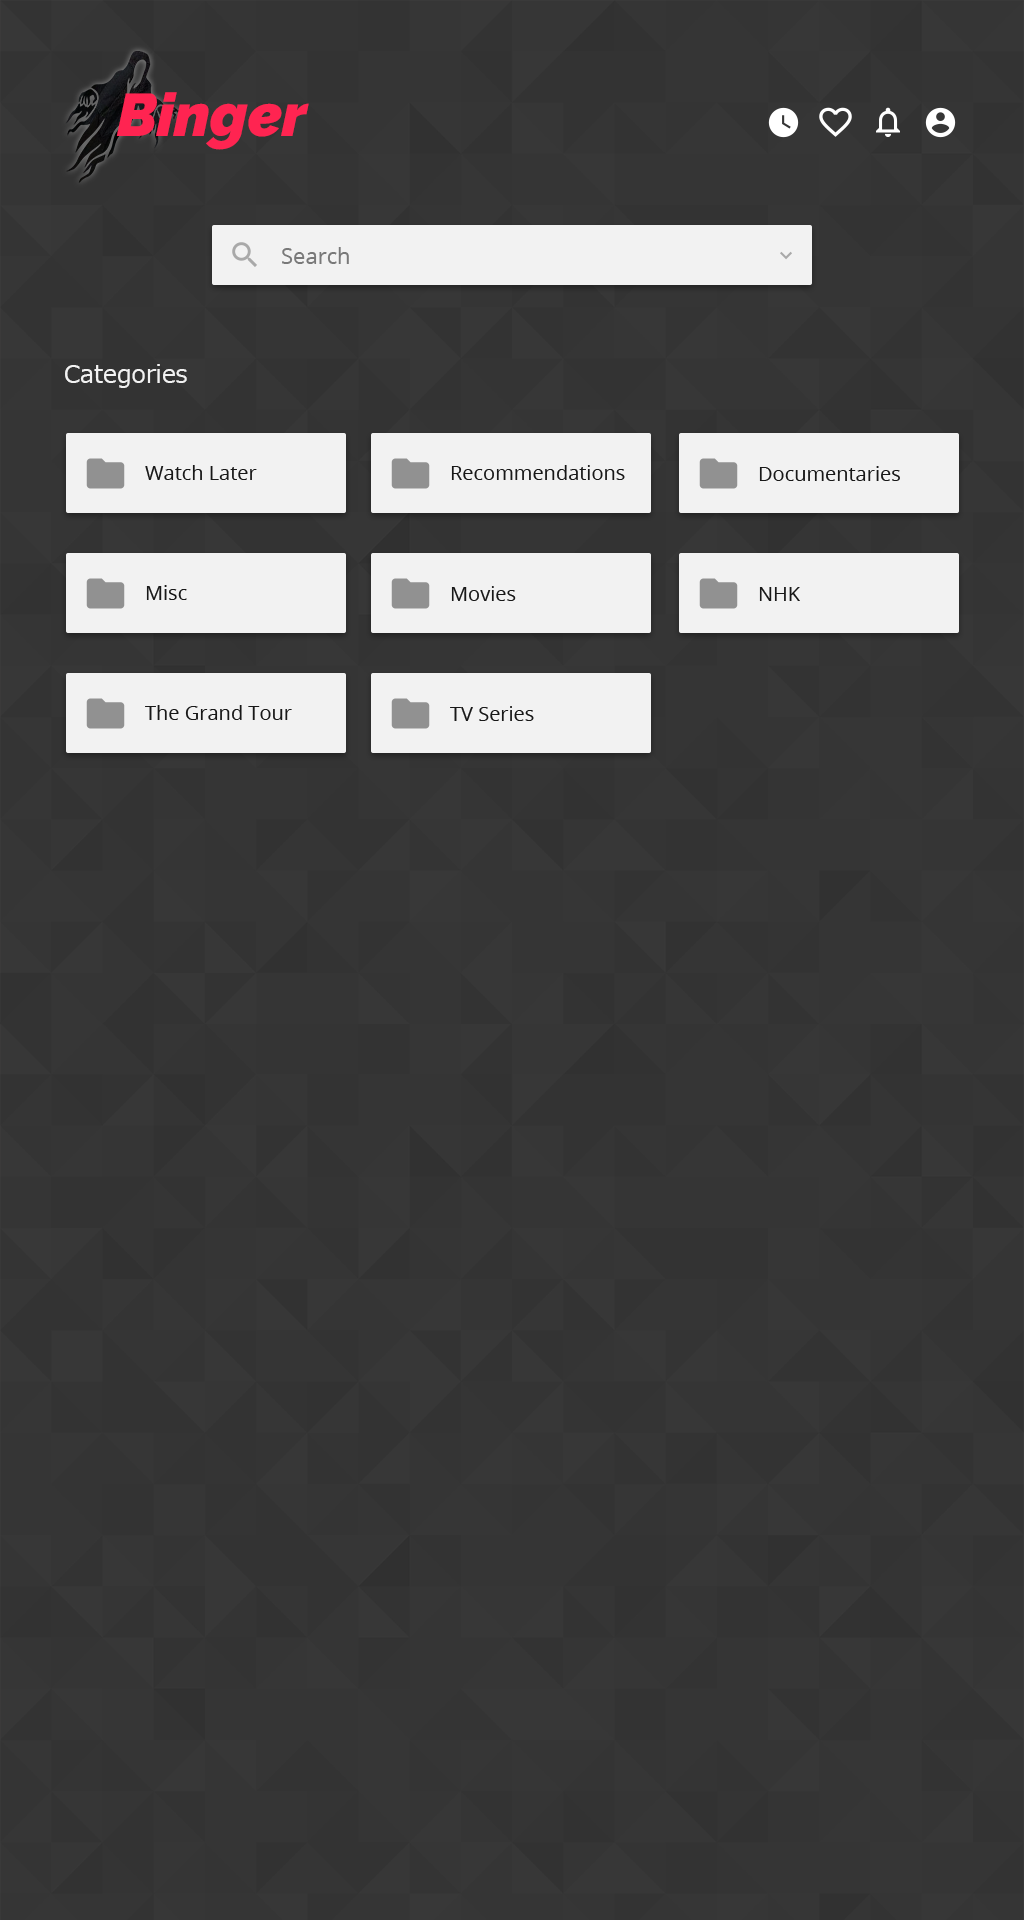 Binger
Search
Categories
Watch Later
Recommendations
Documentaries
Misc
Movies
NHK
The Grand Tour
TV Series